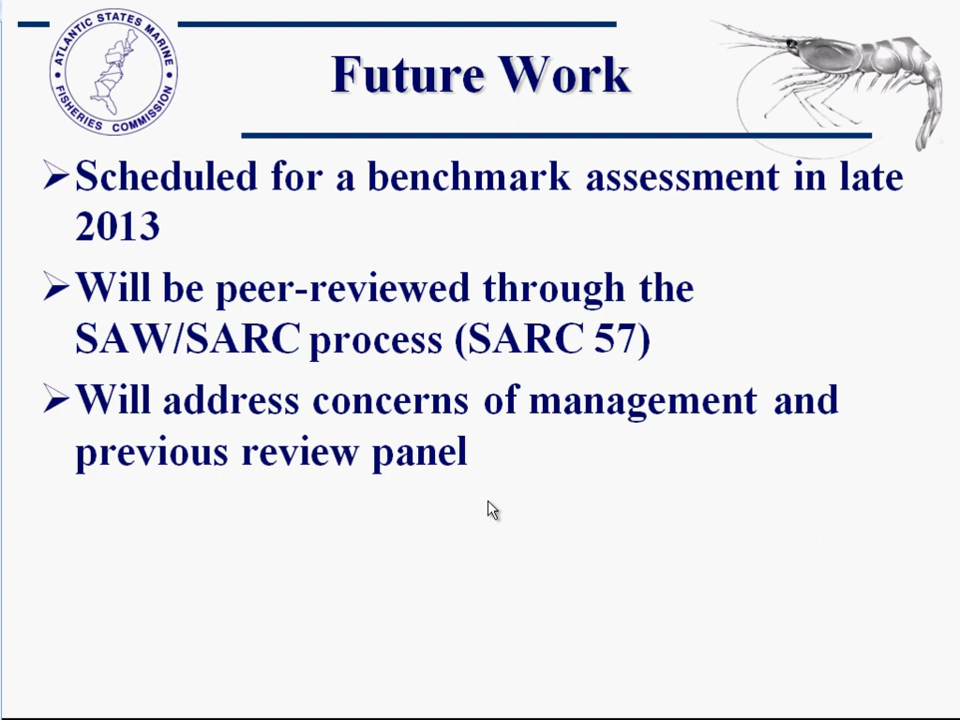 ATLANTIC STATES MARINE
FISHERIES COMMISSION
Future Work
Scheduled for a benchmark assessment in late
2013
Will be peer-reviewed through the
SAW/SARC process (SARC 57)
Will address concerns of management and
previous review panel